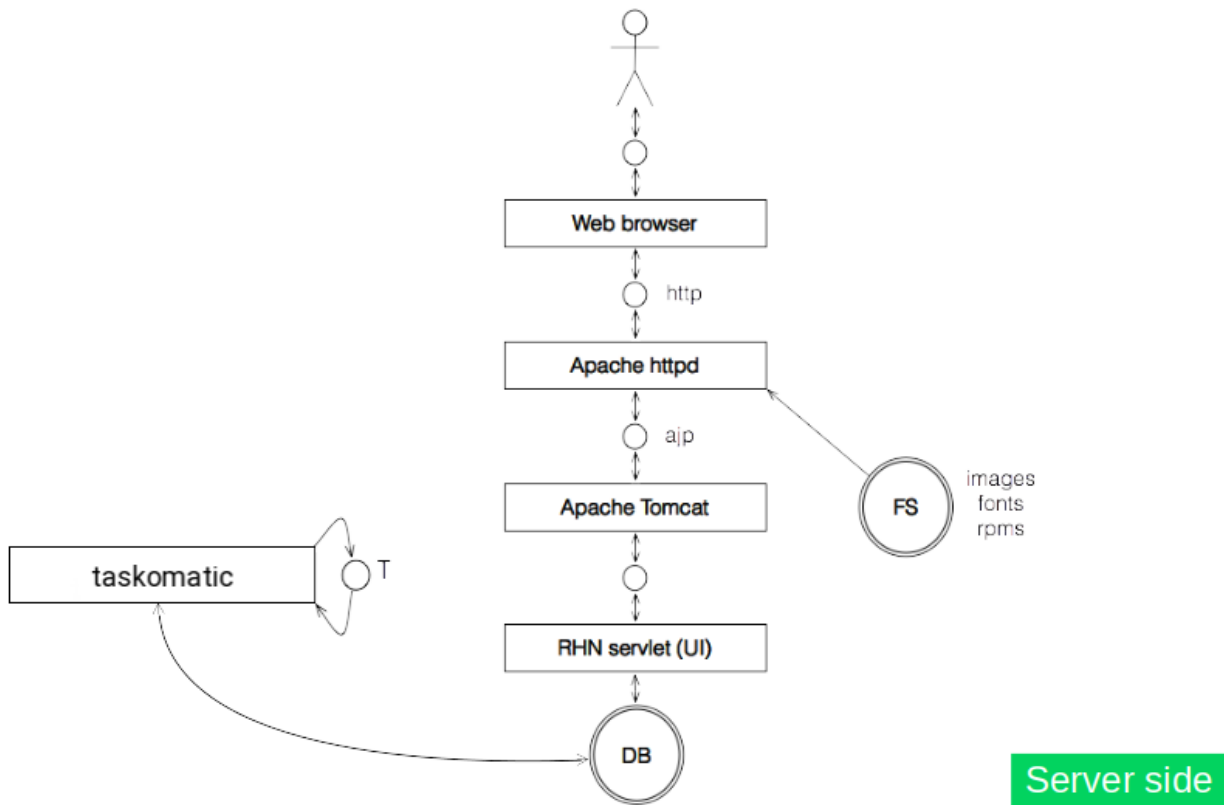 Web browser
http
Apache httpd
ajp
Apache Tomcat
FS
images
fonts
rpms
taskomatic
T
RHN servlet (UI)
DB
Server side